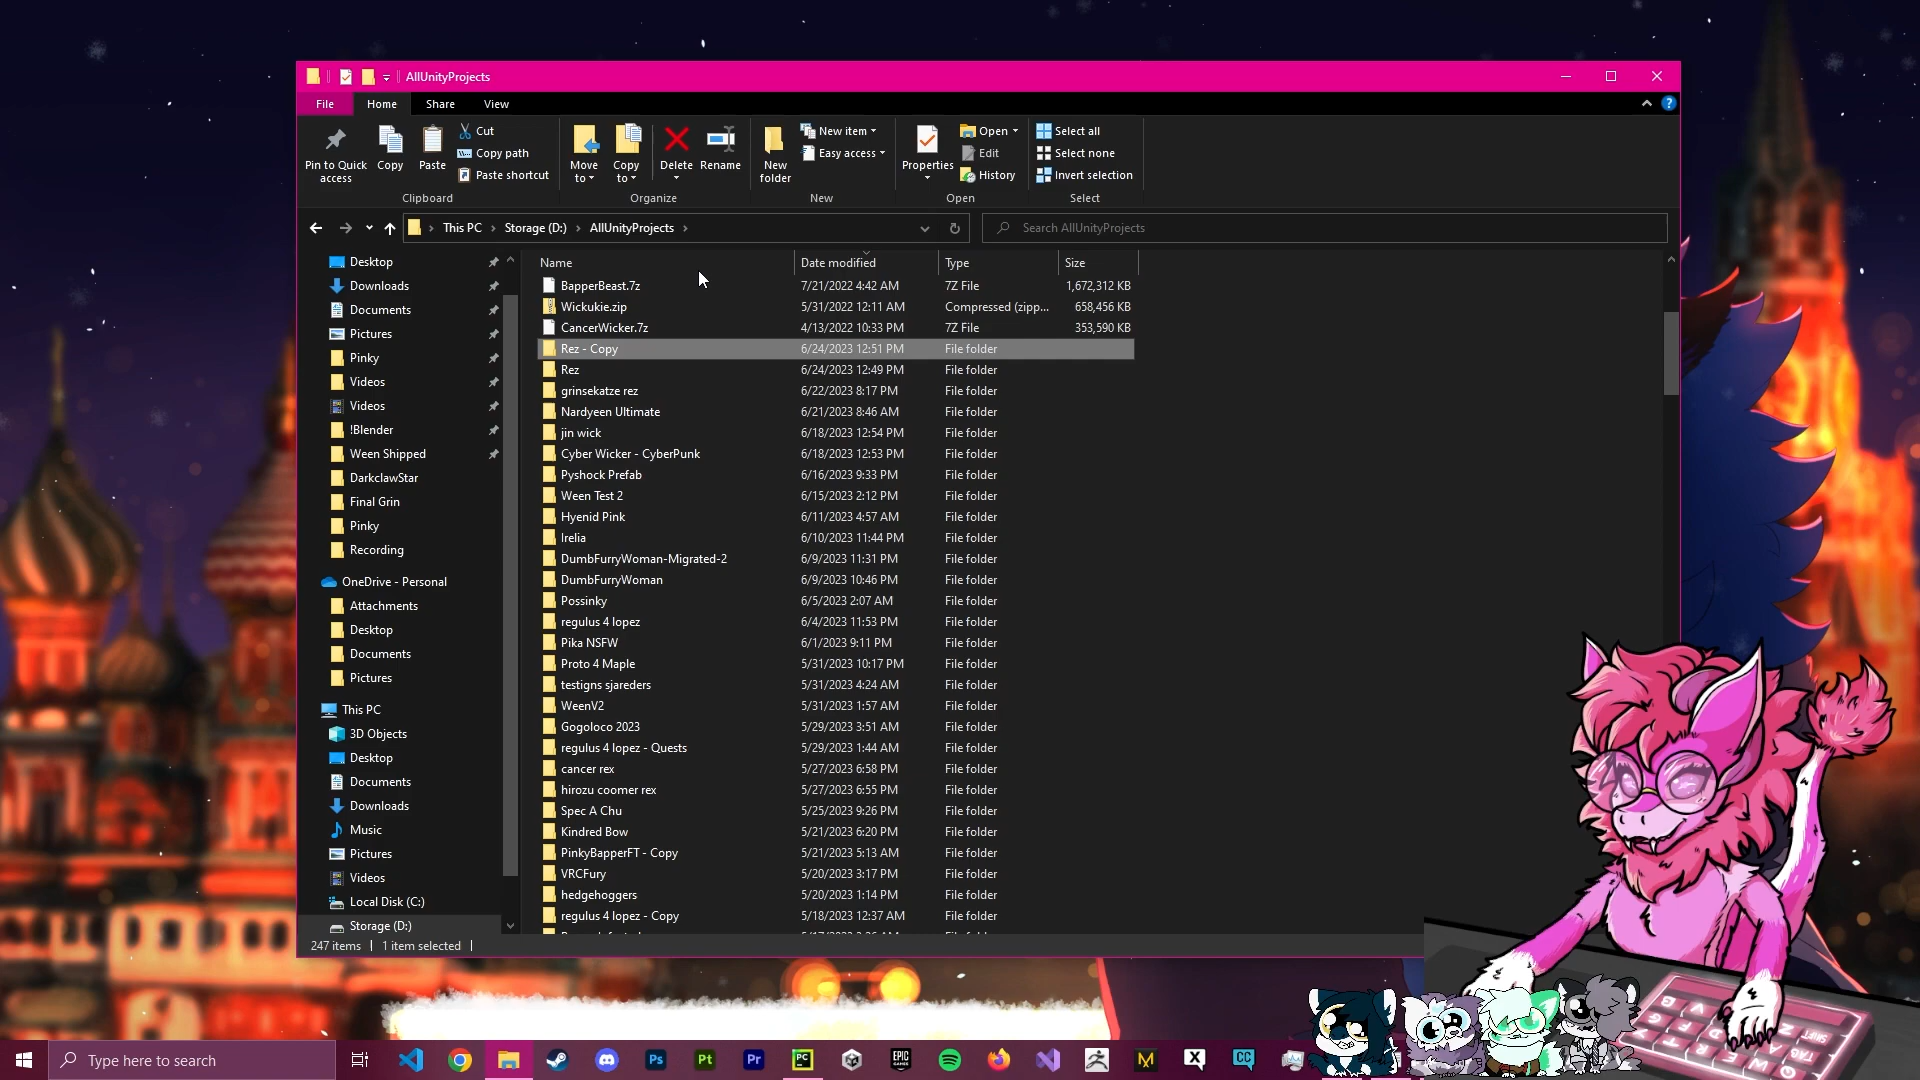 AllUnityProjects
File Home Share View
Pin to Quick access
Copy
Paste
Cut
Copy path
Paste shortcut
Clipboard
Move to
Copy to
Delete
Rename
Organize
New folder
New item
Easy access
New
Properties
Open
Edit
History
Open
Select all
Select none
Invert selection
Select
This PC > Storage (D:) > AllUnityProjects >
Search AllUnityProjects
Desktop
Downloads
Documents
Pictures
Pinky
Videos
Videos
!Blender
Ween Shipped
DarkclawStar
Final Grin
Pinky
Recording
OneDrive - Personal
Attachments
Desktop
Documents
Pictures
This PC
3D Objects
Desktop
Documents
Downloads
Music
Pictures
Videos
Local Disk (C:)
Storage (D:)
Name Date modified Type Size
BapperBeast.7z 7/21/2022 4:42 AM 7Z File 1,672,312 KB
Wickukie.zip 5/31/2022 12:11 AM Compressed (zipp... 658,456 KB
CancerWicker.7z 4/13/2022 10:33 PM 7Z File 353,590 KB
Rez - Copy 6/24/2023 12:51 PM File folder
Rez 6/24/2023 12:49 PM File folder
grinsekatze rez 6/22/2023 8:17 PM File folder
Nardyeen Ultimate 6/21/2023 8:46 AM File folder
jin wick 6/18/2023 12:54 PM File folder
Cyber Wicker - CyberPunk 6/18/2023 12:53 PM File folder
Pyshock Prefab 6/16/2023 9:33 PM File folder
Ween Test 2 6/15/2023 2:12 PM File folder
Hyenid Pink 6/11/2023 4:57 AM File folder
Irelia 6/10/2023 11:44 PM File folder
DumbFurryWoman-Migrated-2 6/9/2023 11:31 PM File folder
DumbFurryWoman 6/9/2023 10:46 PM File folder
Possinky 6/5/2023 2:07 AM File folder
regulus 4 lopez 6/4/2023 11:53 PM File folder
Pika NSFW 6/1/2023 9:11 PM File folder
Proto 4 Maple 5/31/2023 10:17 PM File folder
testigns sjareders 5/31/2023 4:24 AM File folder
WeenV2 5/31/2023 1:57 AM File folder
Gogoloco 2023 5/29/2023 3:51 AM File folder
regulus 4 lopez - Quests 5/29/2023 1:44 AM File folder
cancer rex 5/27/2023 6:58 PM File folder
hirozu coomer rex 5/27/2023 6:55 PM File folder
Spec A Chu 5/25/2023 9:26 PM File folder
Kindred Bow 5/21/2023 6:20 PM File folder
PinkyBapperFT - Copy 5/21/2023 5:13 AM File folder
VRCFury 5/20/2023 3:17 PM File folder
hedgehoggers 5/20/2023 1:14 PM File folder
regulus 4 lopez - Copy 5/18/2023 12:37 AM File folder
247 items 1 item selected
Type here to search
Ps Pt Pr PC EPIC GAMES M X CC
SHIFT
TAB